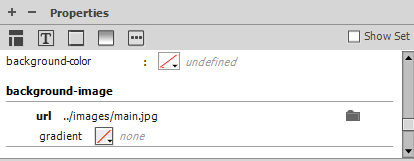 + − Properties
T Show Set
background-color : undefined
background-image
url ../images/main.jpg
gradient none